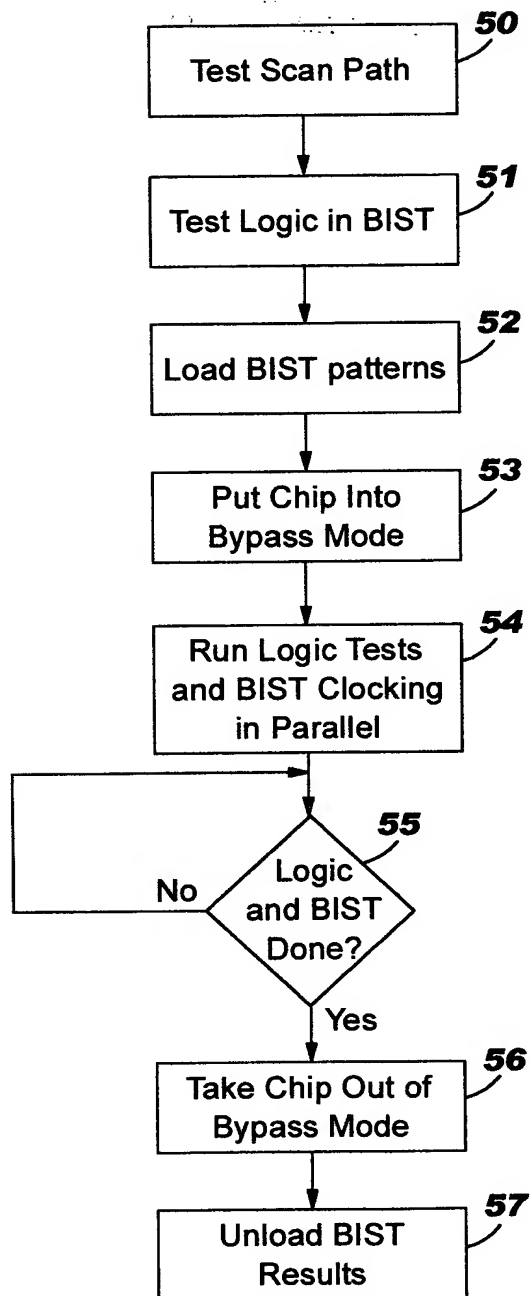 50
Test Scan Path
51
Test Logic in BIST
52
Load BIST patterns
53
Put Chip Into
Bypass Mode
54
Run Logic Tests
and BIST Clocking
in Parallel
55
Logic
and BIST
Done?
No
Yes
56
Take Chip Out of
Bypass Mode
57
Unload BIST
Results